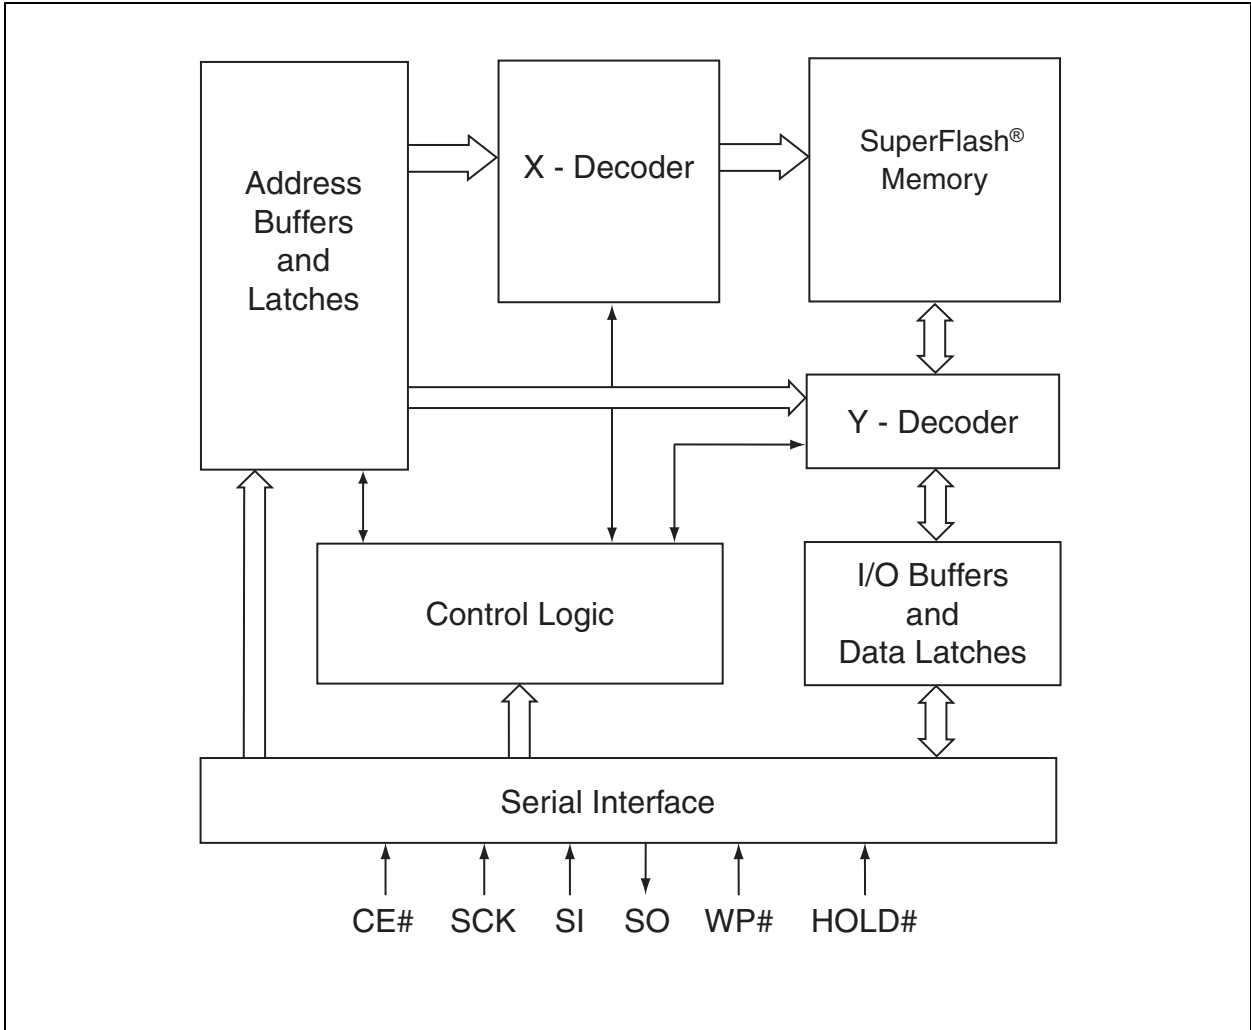 Address
Buffers
and
Latches
X - Decoder
SuperFlash®
Memory
Y - Decoder
Control Logic
I/O Buffers
and
Data Latches
Serial Interface
CE# SCK SI SO WP# HOLD#